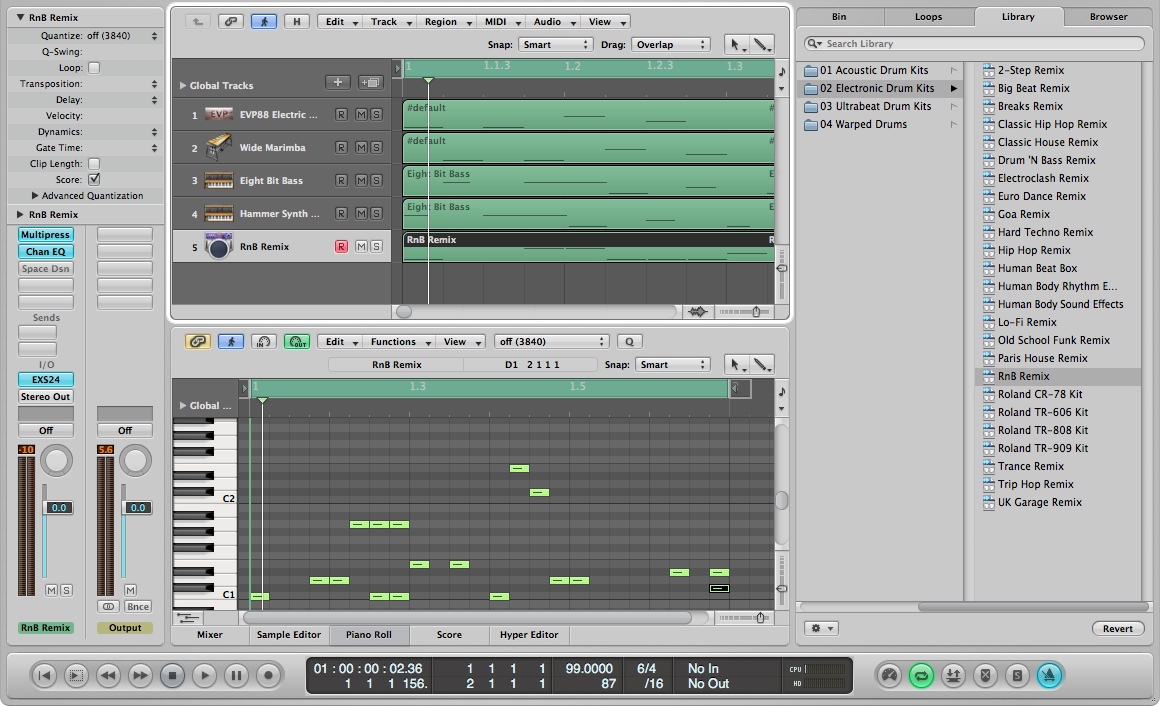 RnB Remix
Quantize: off (3840)
Q-Swing:
Loop:
Transposition:
Delay:
Velocity:
Dynamics:
Gate Time:
Clip Length:
Score:
Advanced Quantization
RnB Remix
Multipress
Chan EQ
Space Dsn
Sends
I/O
EXS24
Stereo Out
Off
Off
-10
5.6
0.0
0.0
M S
M
Bnce
RnB Remix
Output
H
Edit
Track
Region
MIDI
Audio
View
Snap: Smart
Drag: Overlap
1 1.1.3 1.2 1.2.3 1.3
Global Tracks
1 EVP88 Electric ... R M S
#default #
2 Wide Marimba R M S
#default #
3 Eight Bit Bass R M S
Eight Bit Bass E
4 Hammer Synth ... R M S
Eight Bit Bass E
5 RnB Remix R M S
RnB Remix R
IN
OUT
Edit
Functions
View
off (3840)
Q
RnB Remix
D1 2 1 1 1
Snap: Smart
1 1.3 1.5
Global ...
C2
C1
Mixer
Sample Editor
Piano Roll
Score
Hyper Editor
Bin
Loops
Library
Browser
Search Library
01 Acoustic Drum Kits
02 Electronic Drum Kits
03 Ultrabeat Drum Kits
04 Warped Drums
2-Step Remix
Big Beat Remix
Breaks Remix
Classic Hip Hop Remix
Classic House Remix
Drum 'N Bass Remix
Electroclash Remix
Euro Dance Remix
Goa Remix
Hard Techno Remix
Hip Hop Remix
Human Beat Box
Human Body Rhythm E...
Human Body Sound Effects
Lo-Fi Remix
Old School Funk Remix
Paris House Remix
RnB Remix
Roland CR-78 Kit
Roland TR-606 Kit
Roland TR-808 Kit
Roland TR-909 Kit
Trance Remix
Trip Hop Remix
UK Garage Remix
Revert
01 : 00 : 00 : 02.36 1 1 1 1 99.0000 6/4 No In CPU
1 1 1 156. 2 1 1 1 87 /16 No Out HD
S